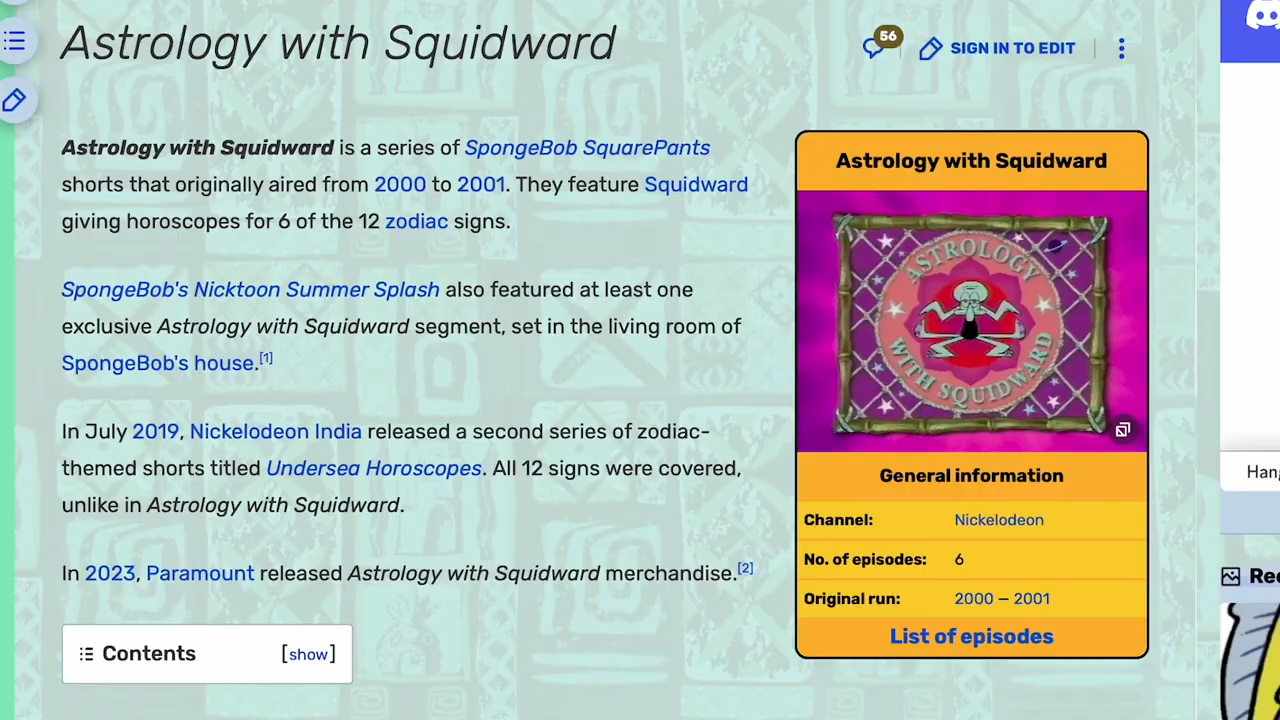 Astrology with Squidward
56
SIGN IN TO EDIT
Astrology with Squidward is a series of SpongeBob SquarePants
shorts that originally aired from 2000 to 2001. They feature Squidward
giving horoscopes for 6 of the 12 zodiac signs.
SpongeBob's Nicktoon Summer Splash also featured at least one
exclusive Astrology with Squidward segment, set in the living room of
SpongeBob's house.[1]
In July 2019, Nickelodeon India released a second series of zodiac-
themed shorts titled Undersea Horoscopes. All 12 signs were covered,
unlike in Astrology with Squidward.
In 2023, Paramount released Astrology with Squidward merchandise.[2]
Contents [show]
Astrology with Squidward
ASTROLOGY
WITH SQUIDWARD
General information
Channel: Nickelodeon
No. of episodes: 6
Original run: 2000 – 2001
List of episodes